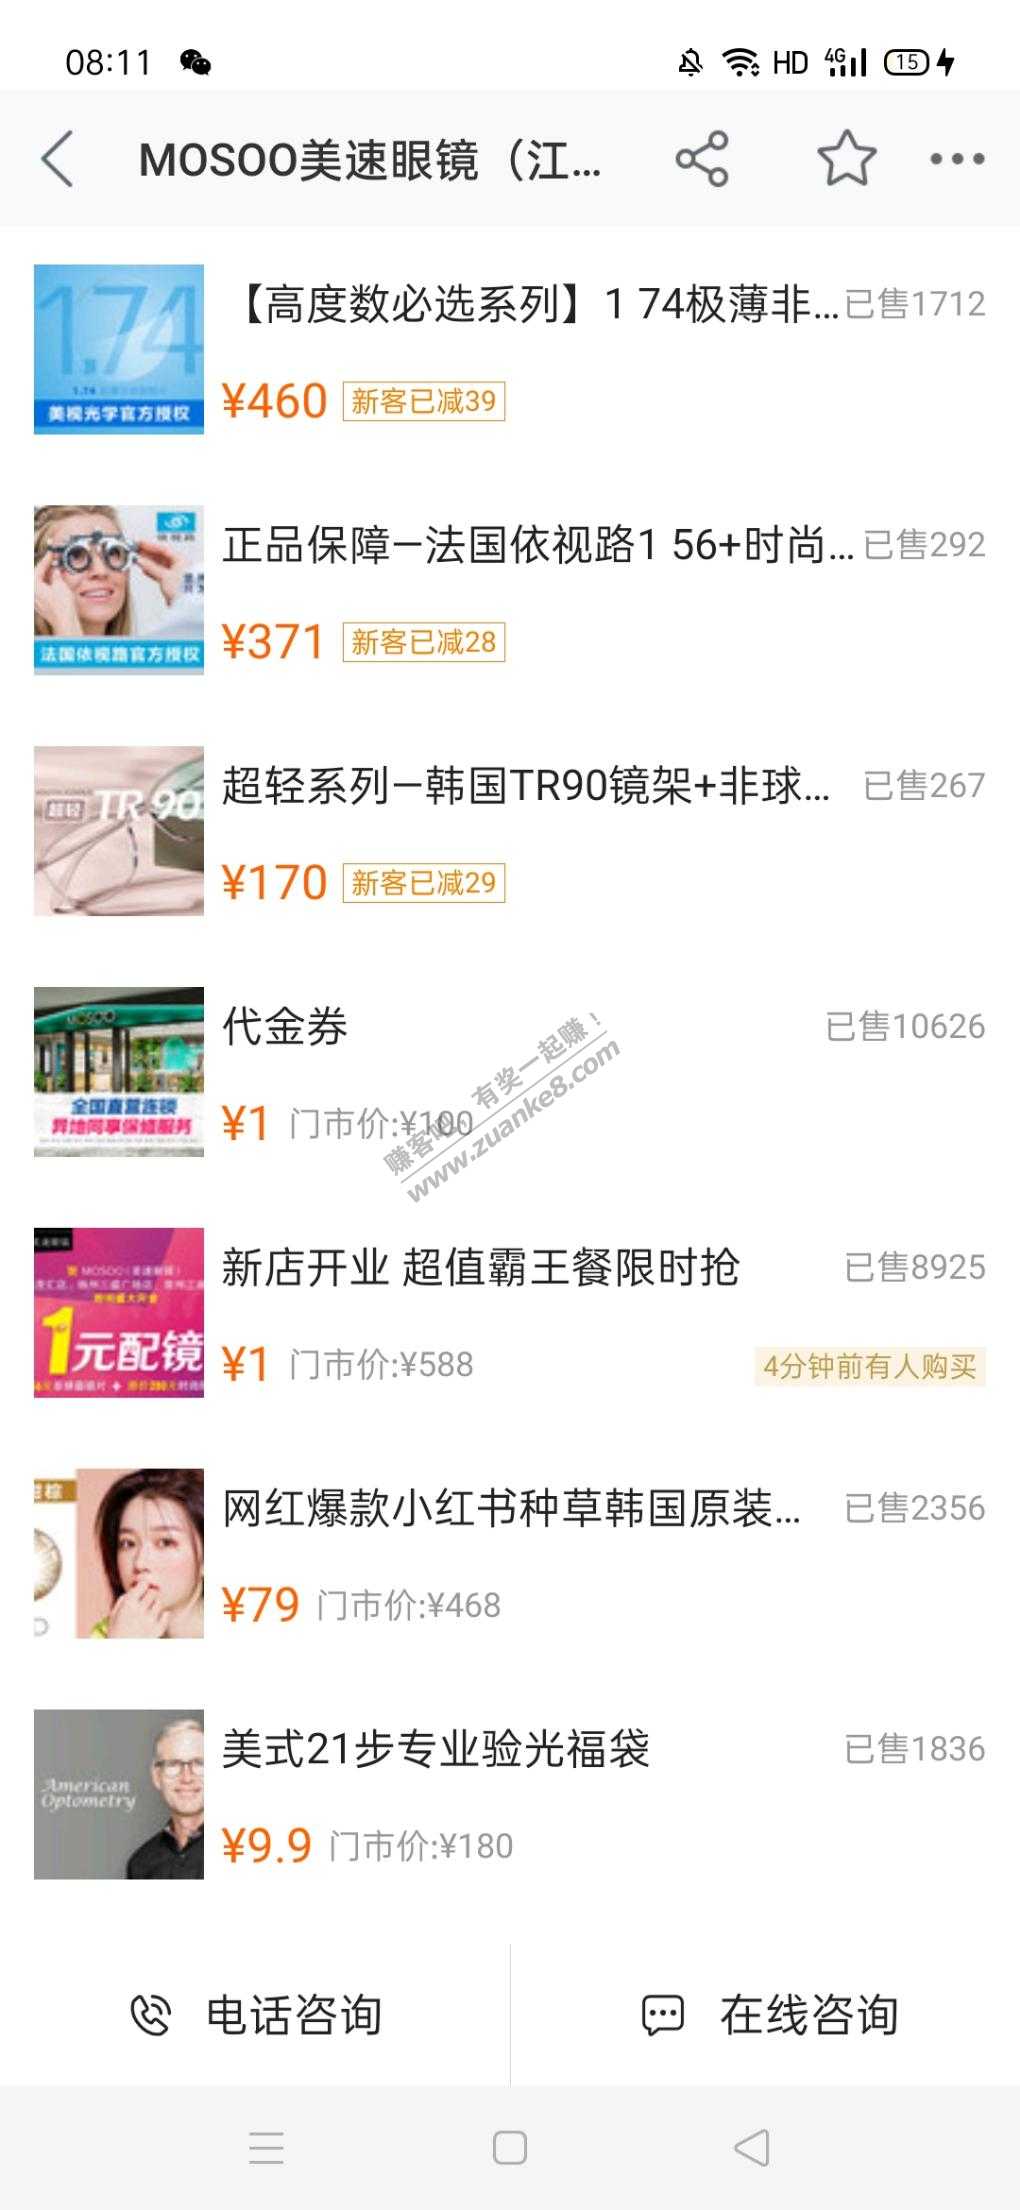 08:11 HD 4G 15
MOSOO美速眼镜（江...
【高度数必选系列】1 74极薄非... 已售1712
1.74
美视光学官方授权
¥460 新客已减39
正品保障—法国依视路1 56+时尚... 已售292
法国依视路官方授权
¥371 新客已减28
超轻系列—韩国TR90镜架+非球... 已售267
超轻 TR 90
¥170 新客已减29
代金券 已售10626
MOSOO
全国直营连锁
异地同享保修服务
¥1 门市价:¥100
赚客吧，有奖一起赚！
www.zuanke8.com
新店开业 超值霸王餐限时抢 已售8925
1元配镜
¥1 门市价:¥588 4分钟前有人购买
网红爆款小红书种草韩国原装... 已售2356
¥79 门市价:¥468
美式21步专业验光福袋 已售1836
American
Optometry
¥9.9 门市价:¥180
电话咨询 在线咨询